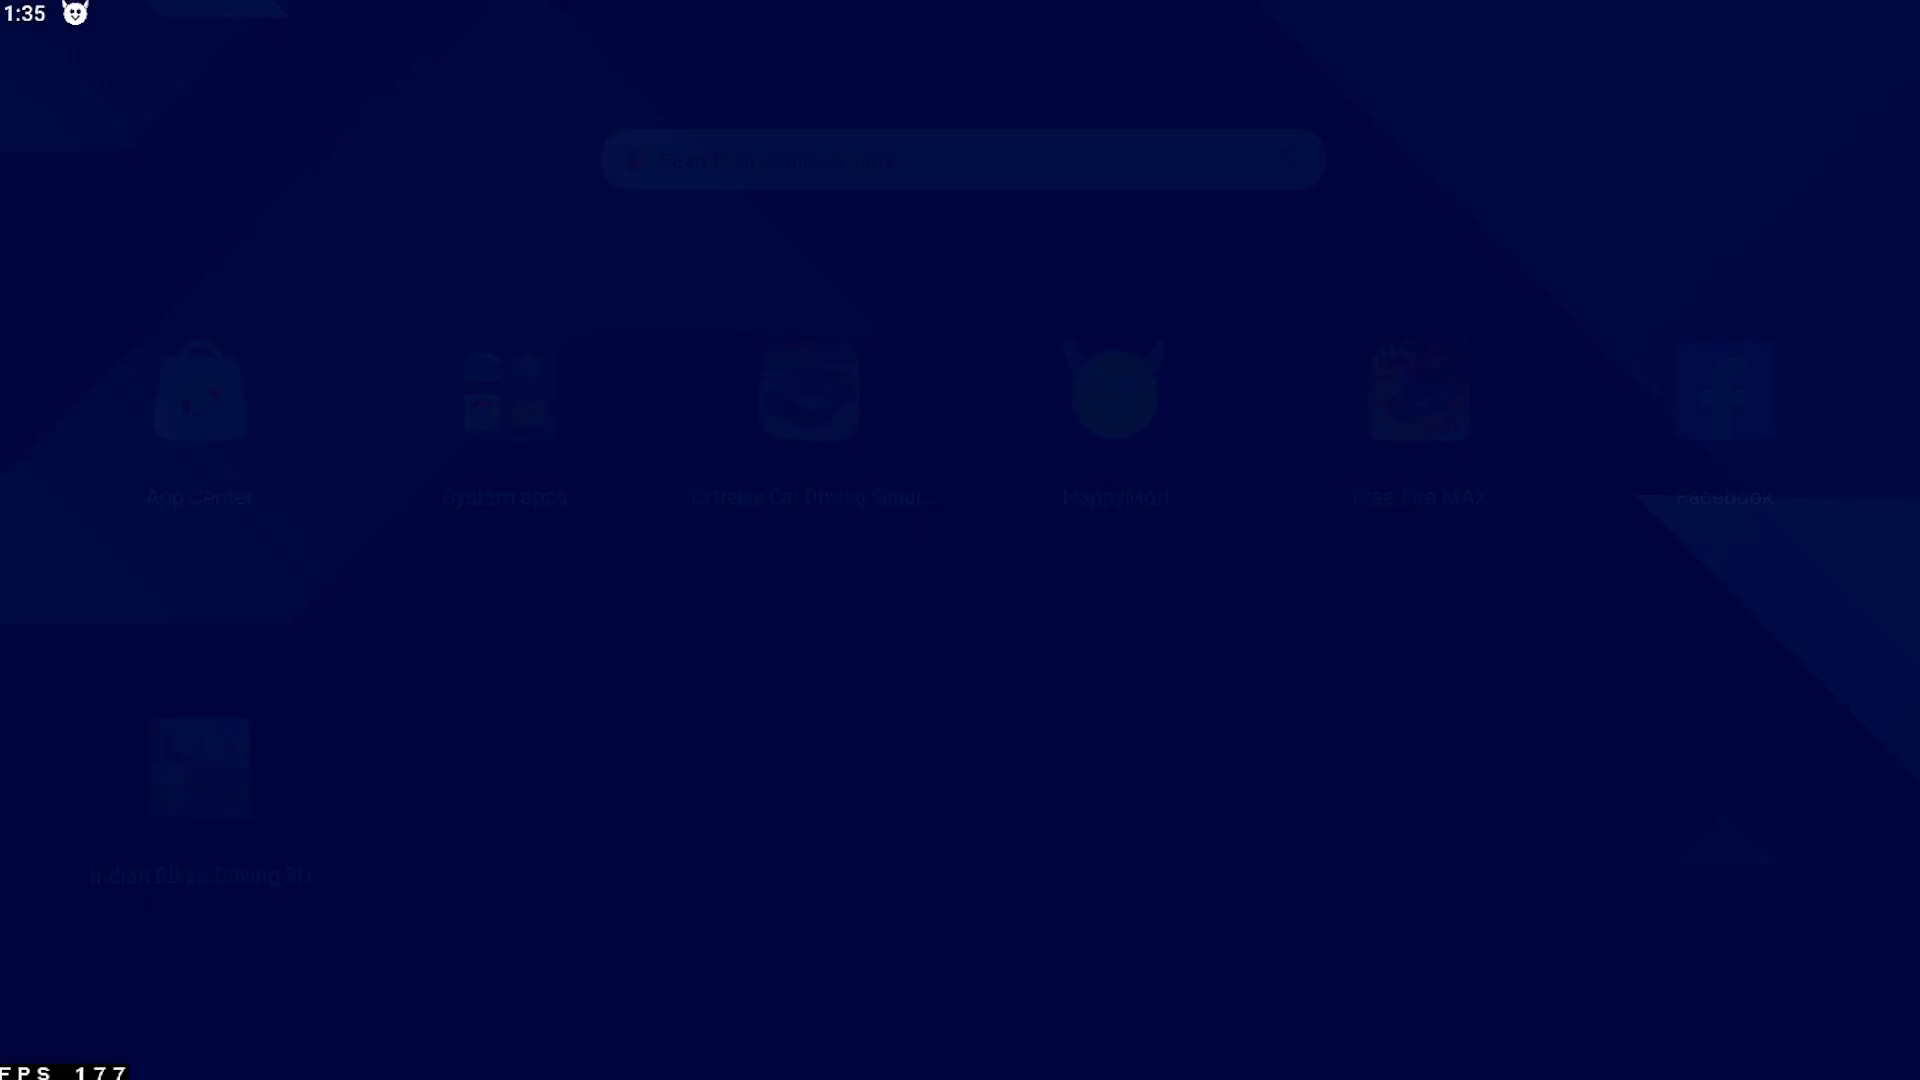 1:35
Search
App Center
System apps
Extreme Car Driving Simul...
HappyMod
Free Fire MAX
Facebook
Indian Bikes Driving 3D
FPS 177